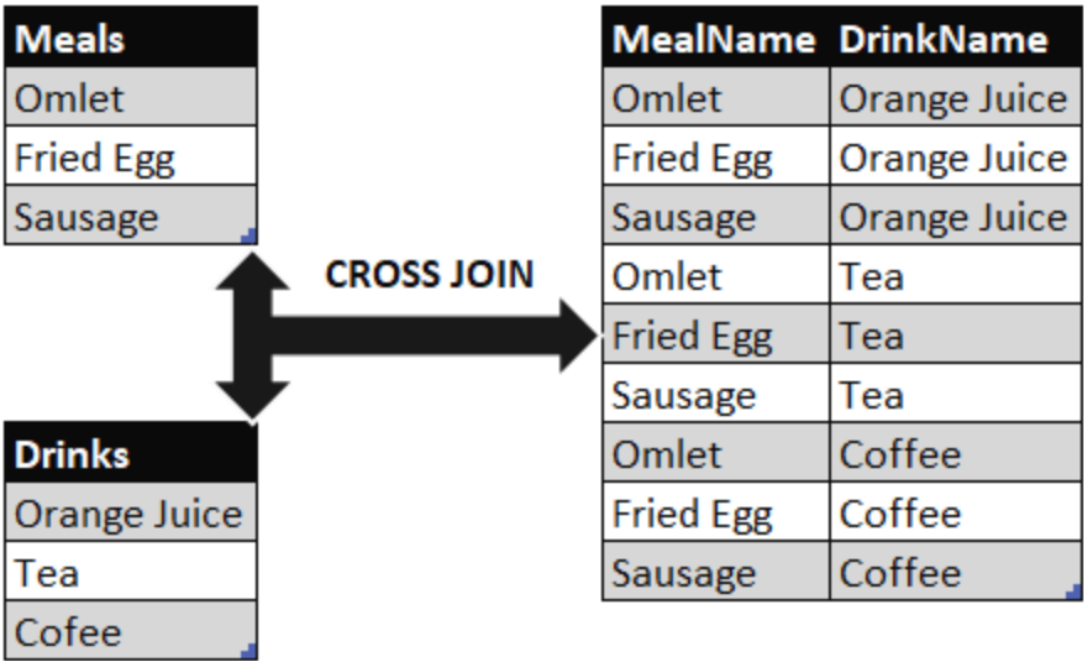 Meals
Omlet
Fried Egg
Sausage
CROSS JOIN
Drinks
Orange Juice
Tea
Cofee
MealName DrinkName
Omlet Orange Juice
Fried Egg Orange Juice
Sausage Orange Juice
Omlet Tea
Fried Egg Tea
Sausage Tea
Omlet Coffee
Fried Egg Coffee
Sausage Coffee